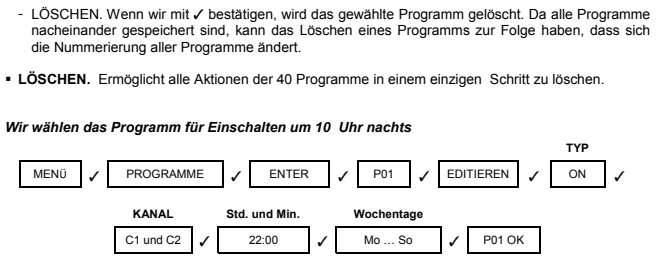 - LÖSCHEN. Wenn wir mit ✓ bestätigen, wird das gewählte Programm gelöscht. Da alle Programme
nacheinander gespeichert sind, kann das Löschen eines Programms zur Folge haben, dass sich
die Nummerierung aller Programme ändert.
▪ LÖSCHEN. Ermöglicht alle Aktionen der 40 Programme in einem einzigen Schritt zu löschen.
Wir wählen das Programm für Einschalten um 10 Uhr nachts
TYP
MENÜ ✓ PROGRAMME ✓ ENTER ✓ P01 ✓ EDITIEREN ✓ ON ✓
KANAL Std. und Min. Wochentage
C1 und C2 ✓ 22:00 ✓ Mo … So ✓ P01 OK